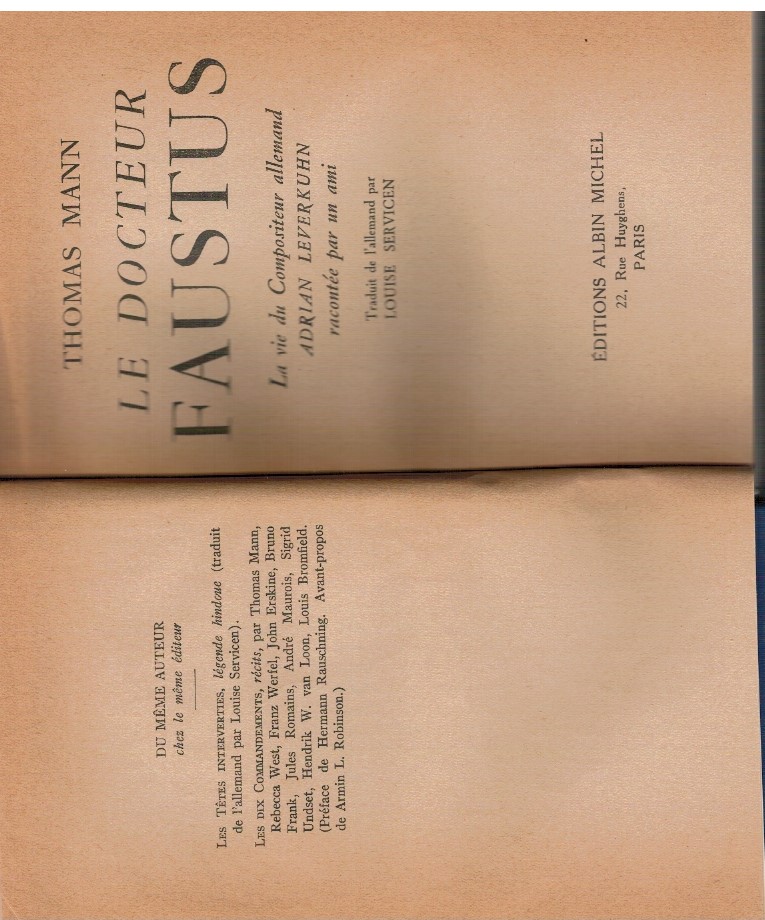 DU MÊME AUTEUR
chez le même éditeur
LES TÊTES INTERVERTIES, légende hindoue (traduit
de l'allemand par Louise Servicen).
LES DIX COMMANDEMENTS, récits, par Thomas Mann,
Rebecca West, Franz Werfel, John Erskine, Bruno
Frank, Jules Romains, André Maurois, Sigrid
Undset, Hendrik W. van Loon, Louis Bromfield.
(Préface de Hermann Rauschning. Avant-propos
de Armin L. Robinson.)
THOMAS MANN
LE DOCTEUR
FAUSTUS
La vie du Compositeur allemand
ADRIAN LEVERKUHN
racontée par un ami
Traduit de l'allemand par
LOUISE SERVICEN
ÉDITIONS ALBIN MICHEL
22, Rue Huyghens,
PARIS